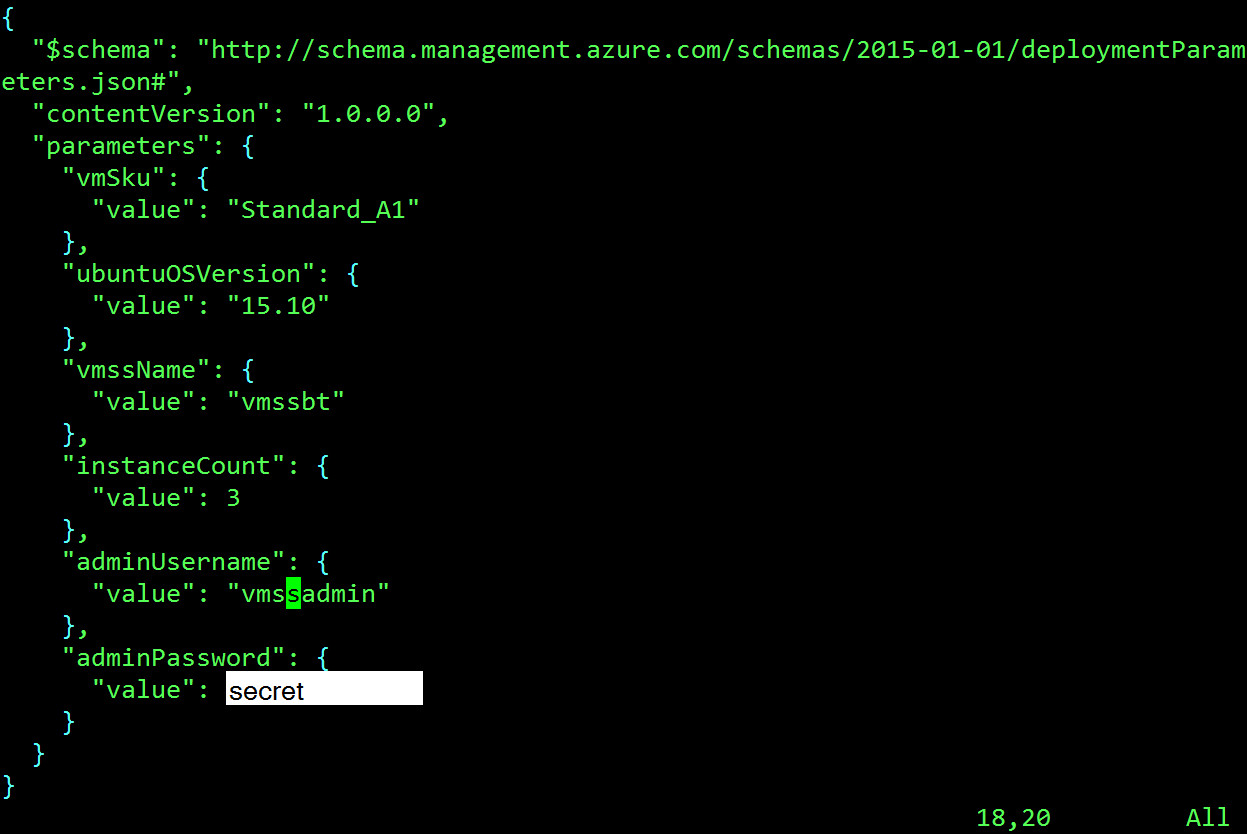 {
  "$schema": "http://schema.management.azure.com/schemas/2015-01-01/deploymentParam
eters.json#",
  "contentVersion": "1.0.0.0",
  "parameters": {
    "vmSku": {
      "value": "Standard_A1"
    },
    "ubuntuOSVersion": {
      "value": "15.10"
    },
    "vmssName": {
      "value": "vmssbt"
    },
    "instanceCount": {
      "value": 3
    },
    "adminUsername": {
      "value": "vmssadmin"
    },
    "adminPassword": {
      "value": secret
    }
  }
}
18,20 All